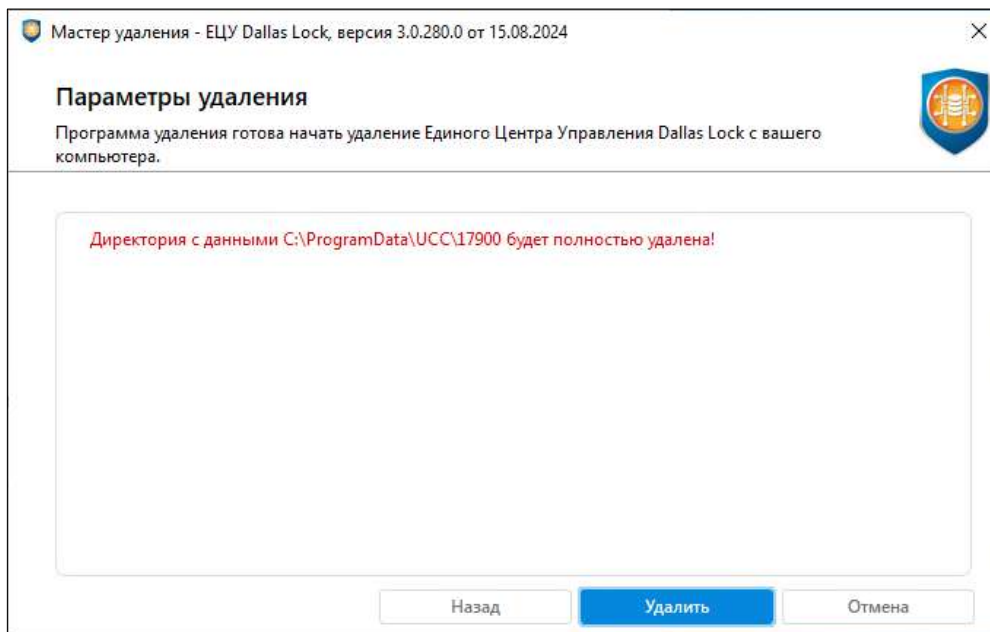 Мастер удаления - ЕЦУ Dallas Lock, версия 3.0.280.0 от 15.08.2024
Параметры удаления
Программа удаления готова начать удаление Единого Центра Управления Dallas Lock с вашего
компьютера.
Директория с данными C:\ProgramData\UCC\17900 будет полностью удалена!
Назад
Удалить
Отмена